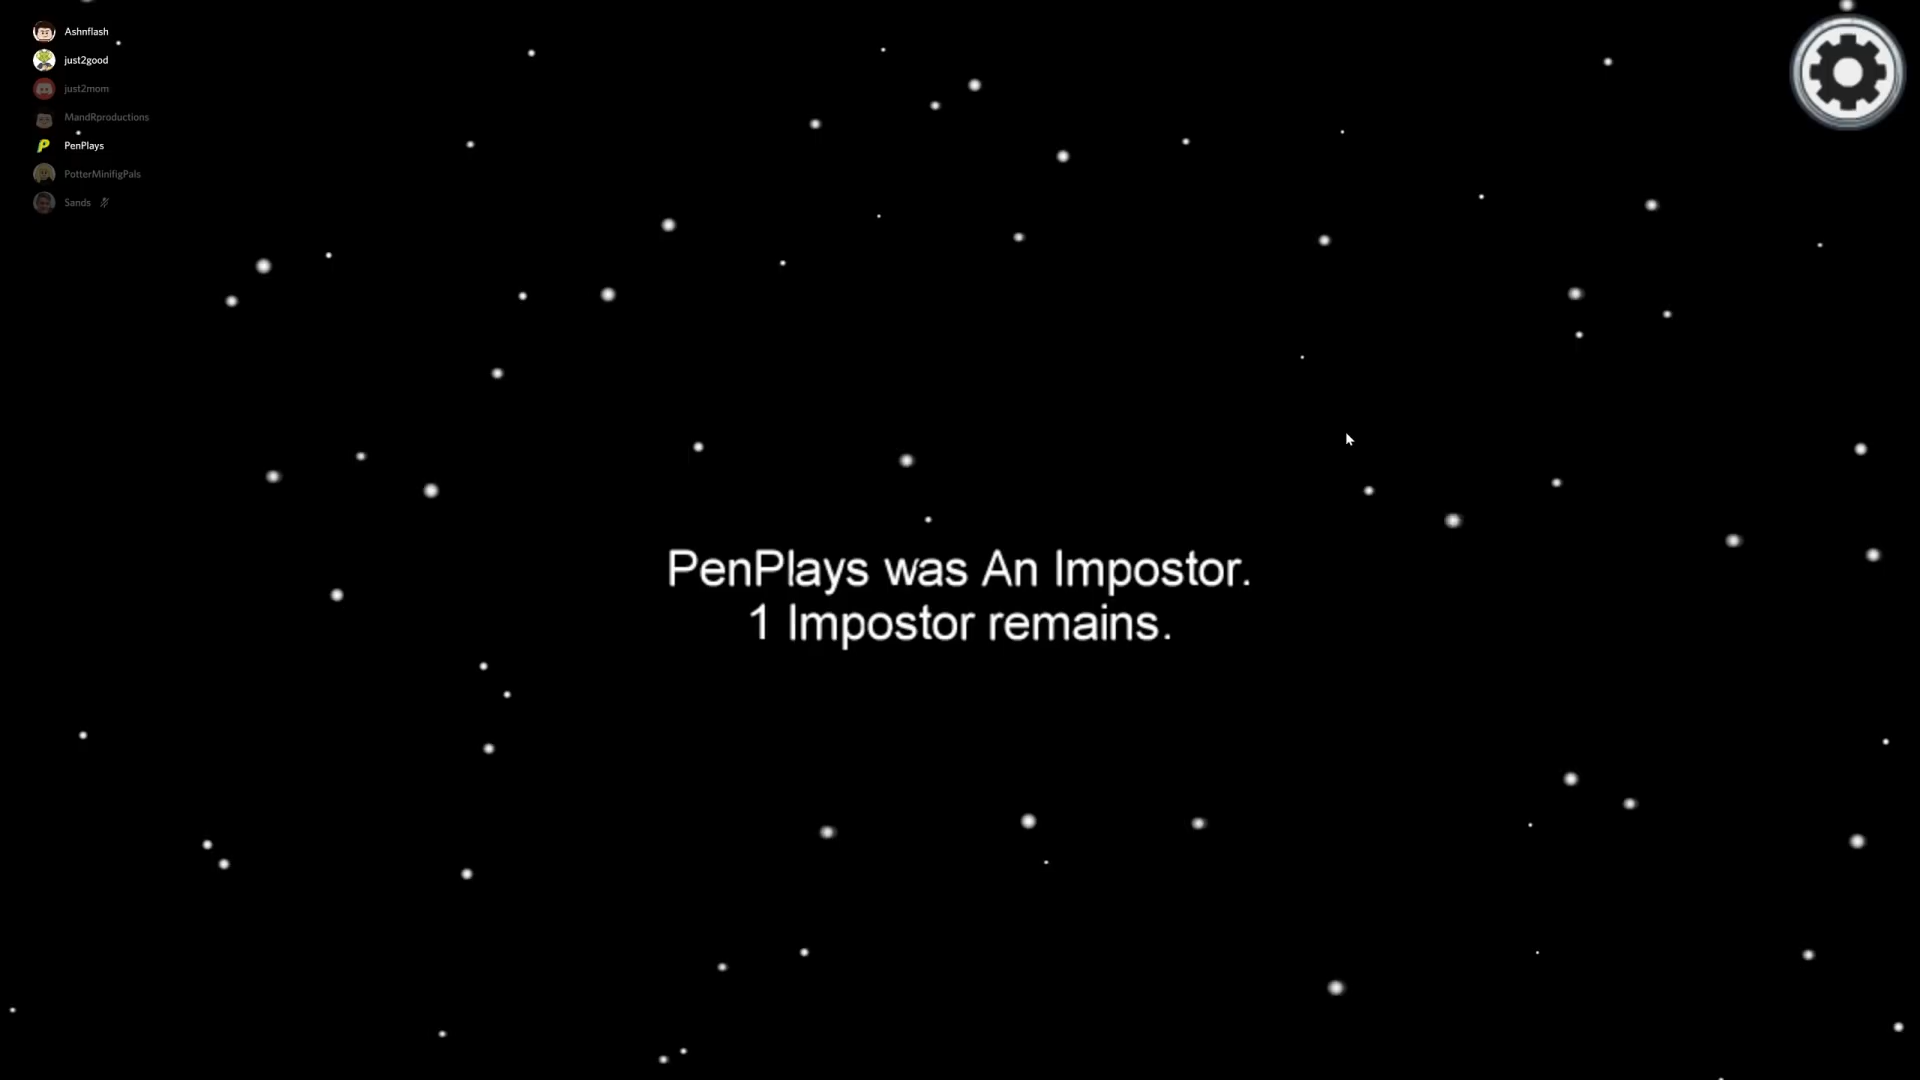 Ashnflash
just2good
just2mom
MandRproductions
PenPlays
PotterMinifigPals
Sands
PenPlays was An Impostor.
1 Impostor remains.